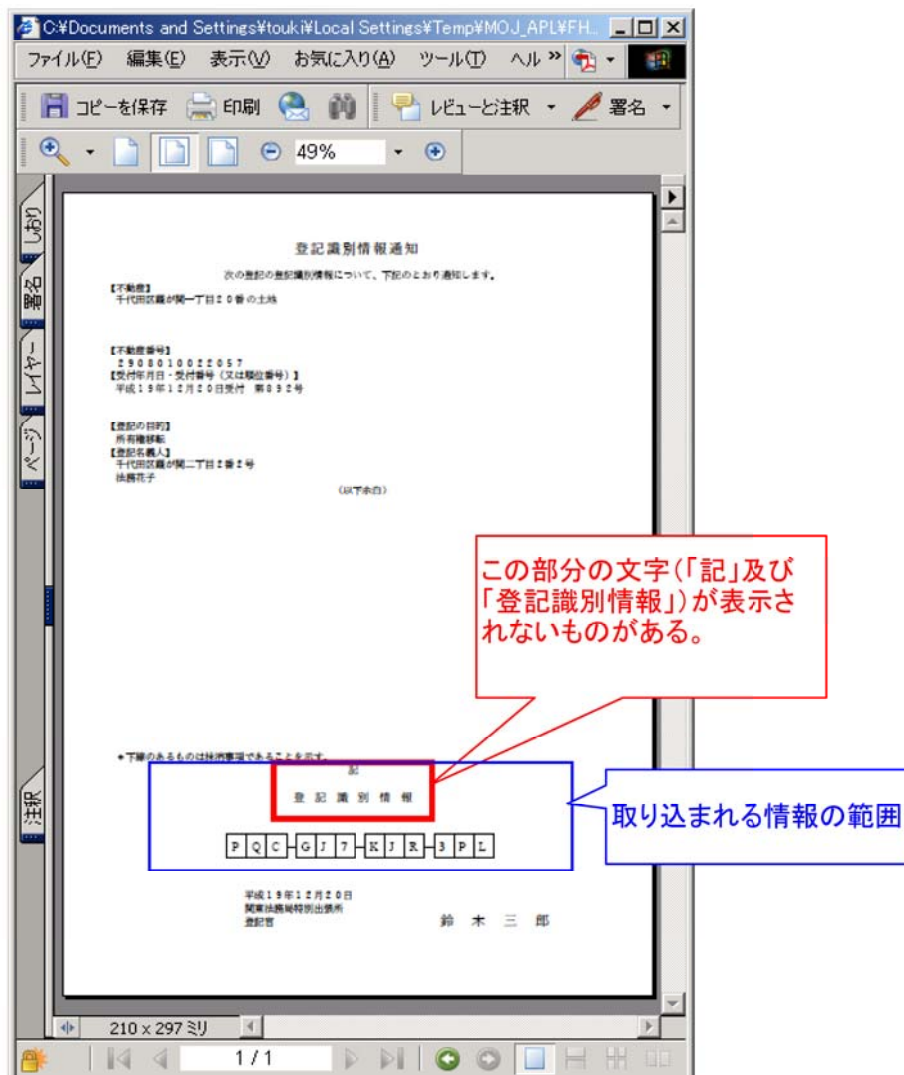 C:¥Documents and Settings¥touki¥Local Settings¥Temp¥MOJ_APL¥FH...
ファイル(F) 編集(E) 表示(V) お気に入り(A) ツール(T) ヘル »
コピーを保存 印刷 レビューと注釈 署名
49%
しおり
署名
レイヤー
ページ
注釈
登記識別情報通知
次の登記の登記識別情報について、下記のとおり通知します。
【不動産】
千代田区霞が関一丁目20番の土地
【不動産番号】
2908010022057
【受付年月日・受付番号(又は順位番号)】
平成19年12月20日受付 第892号
【登記の目的】
所有権移転
【登記名義人】
千代田区霞が関二丁目2番2号
法務花子
(以下余白)
この部分の文字(「記」及び
「登記識別情報」)が表示さ
れないものがある。
*下線のあるものは抹消事項であることを示す。
記
登記識別情報
取り込まれる情報の範囲
PQC-GJ7-KJR-3PL
平成19年12月20日
関東法務局特別出張所
登記官 鈴木三郎
210 x 297 ミリ
1 / 1